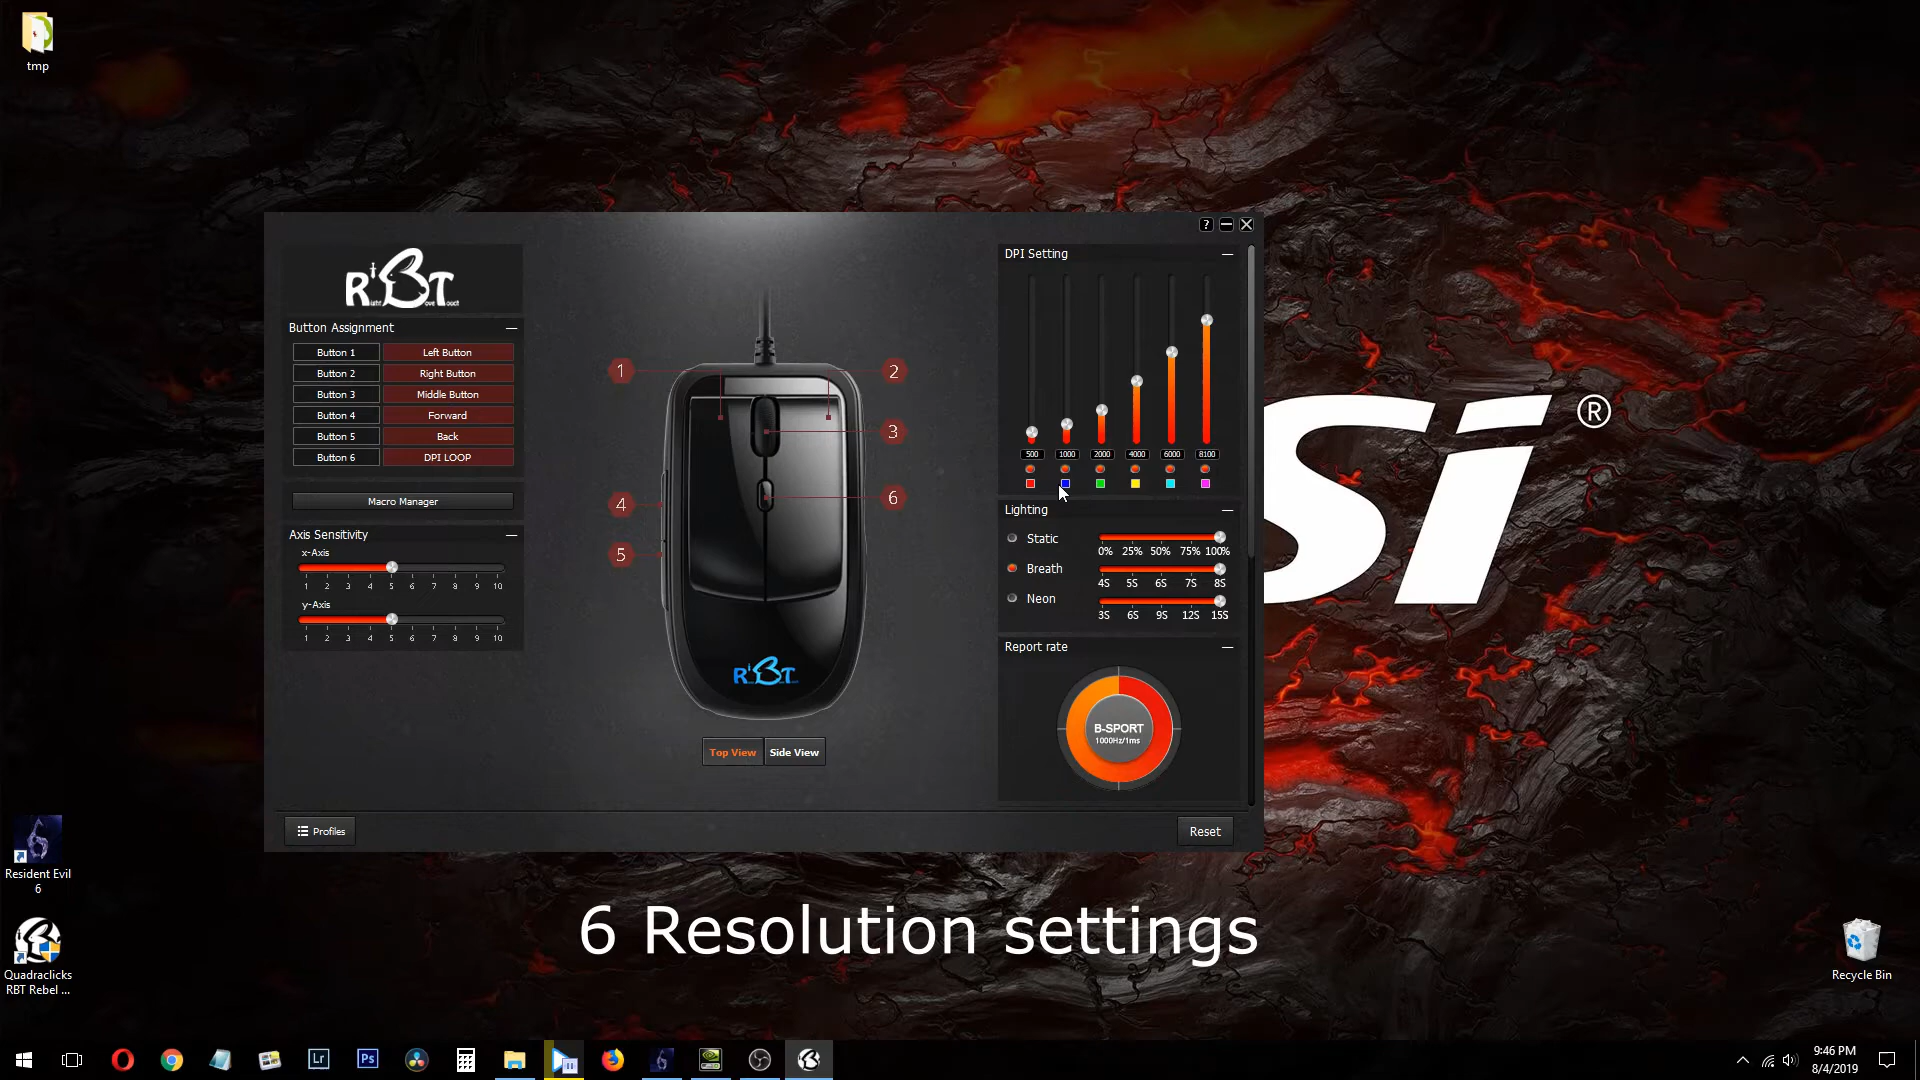 tmp
RBT
Button Assignment
Button 1 Left Button
Button 2 Right Button
Button 3 Middle Button
Button 4 Forward
Button 5 Back
Button 6 DPI LOOP
Macro Manager
Axis Sensitivity
x-Axis
1 2 3 4 5 6 7 8 9 10
y-Axis
1 2 3 4 5 6 7 8 9 10
1 2
3
4 6
5
RBT
Top View Side View
?
DPI Setting
500 1000 2000 4000 6000 8100
Lighting
Static
0% 25% 50% 75% 100%
Breath
4S 5S 6S 7S 8S
Neon
3S 6S 9S 12S 15S
Report rate
B-SPORT
1000Hz/1ms
Profiles
Reset
si ®
6 Resolution settings
Resident Evil
6
Quadraclicks
RBT Rebel ...
Recycle Bin
Lr
Ps
9:46 PM
8/4/2019